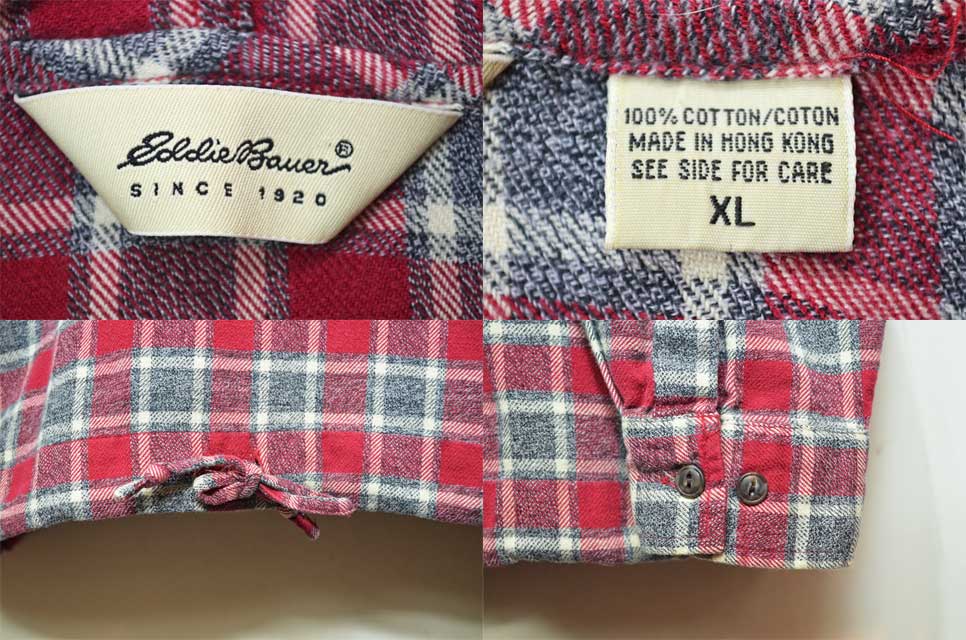 Eddie Bauer®
SINCE 1920
100% COTTON/COTON
MADE IN HONG KONG
SEE SIDE FOR CARE
XL